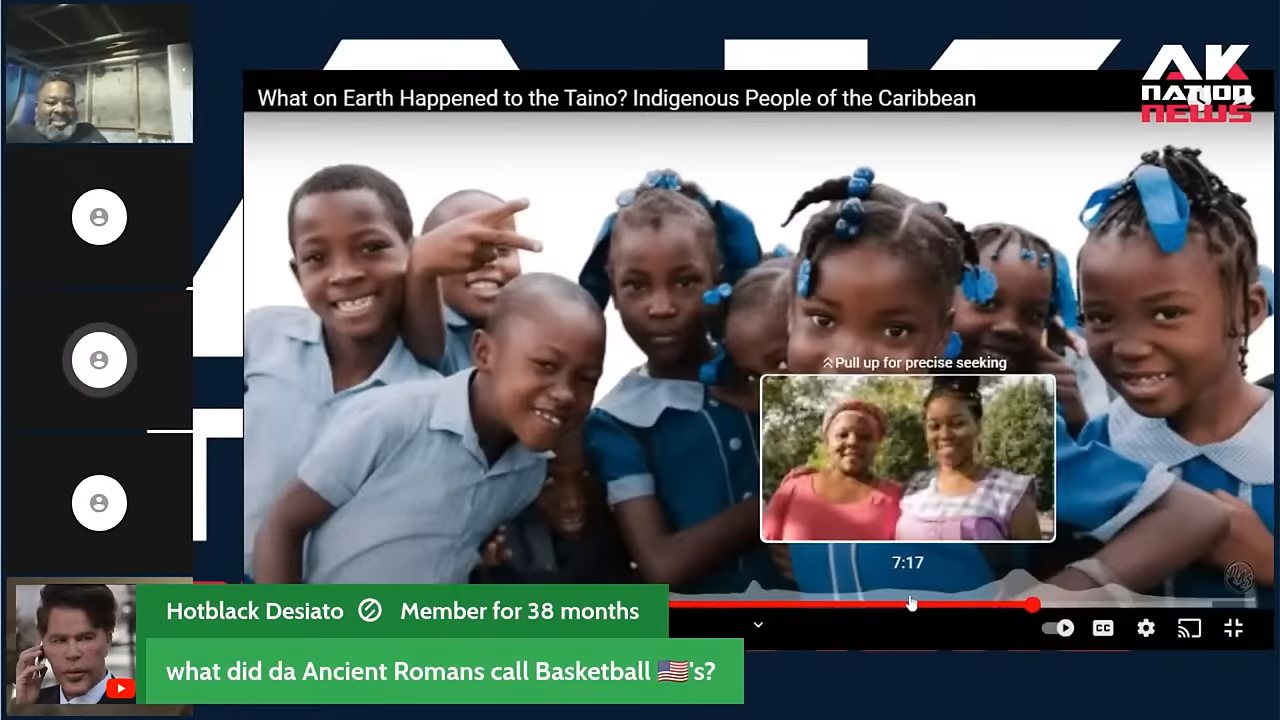 What on Earth Happened to the Taino? Indigenous People of the Caribbean
AK
NATION
NEWS
Pull up for precise seeking
7:17
CC
Hotblack Desiato Member for 38 months
what did da Ancient Romans call Basketball 🇺🇸's?